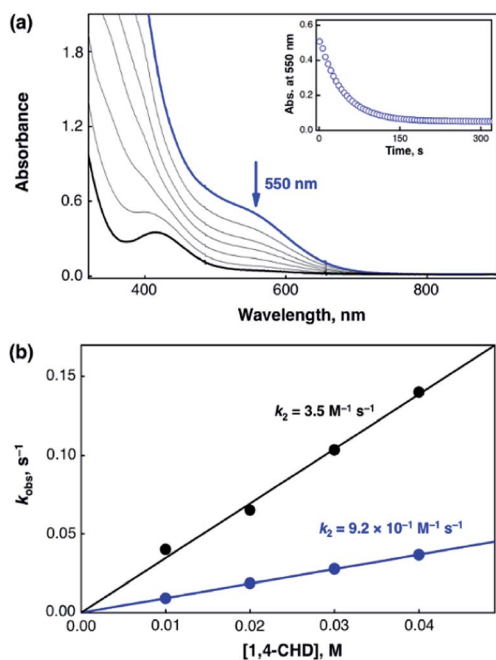 (a)
Absorbance
2.1
1.8
1.2
0.6
0.0
400
600
800
Wavelength, nm
550 nm
Abs. at 550 nm
0.6
0.4
0.2
0.0
0
150
300
Time, s
(b)
k_obs, s⁻¹
0.15
0.10
0.05
0.00
0.00
0.01
0.02
0.03
0.04
[1,4-CHD], M
k₂ = 3.5 M⁻¹ s⁻¹
k₂ = 9.2 × 10⁻¹ M⁻¹ s⁻¹